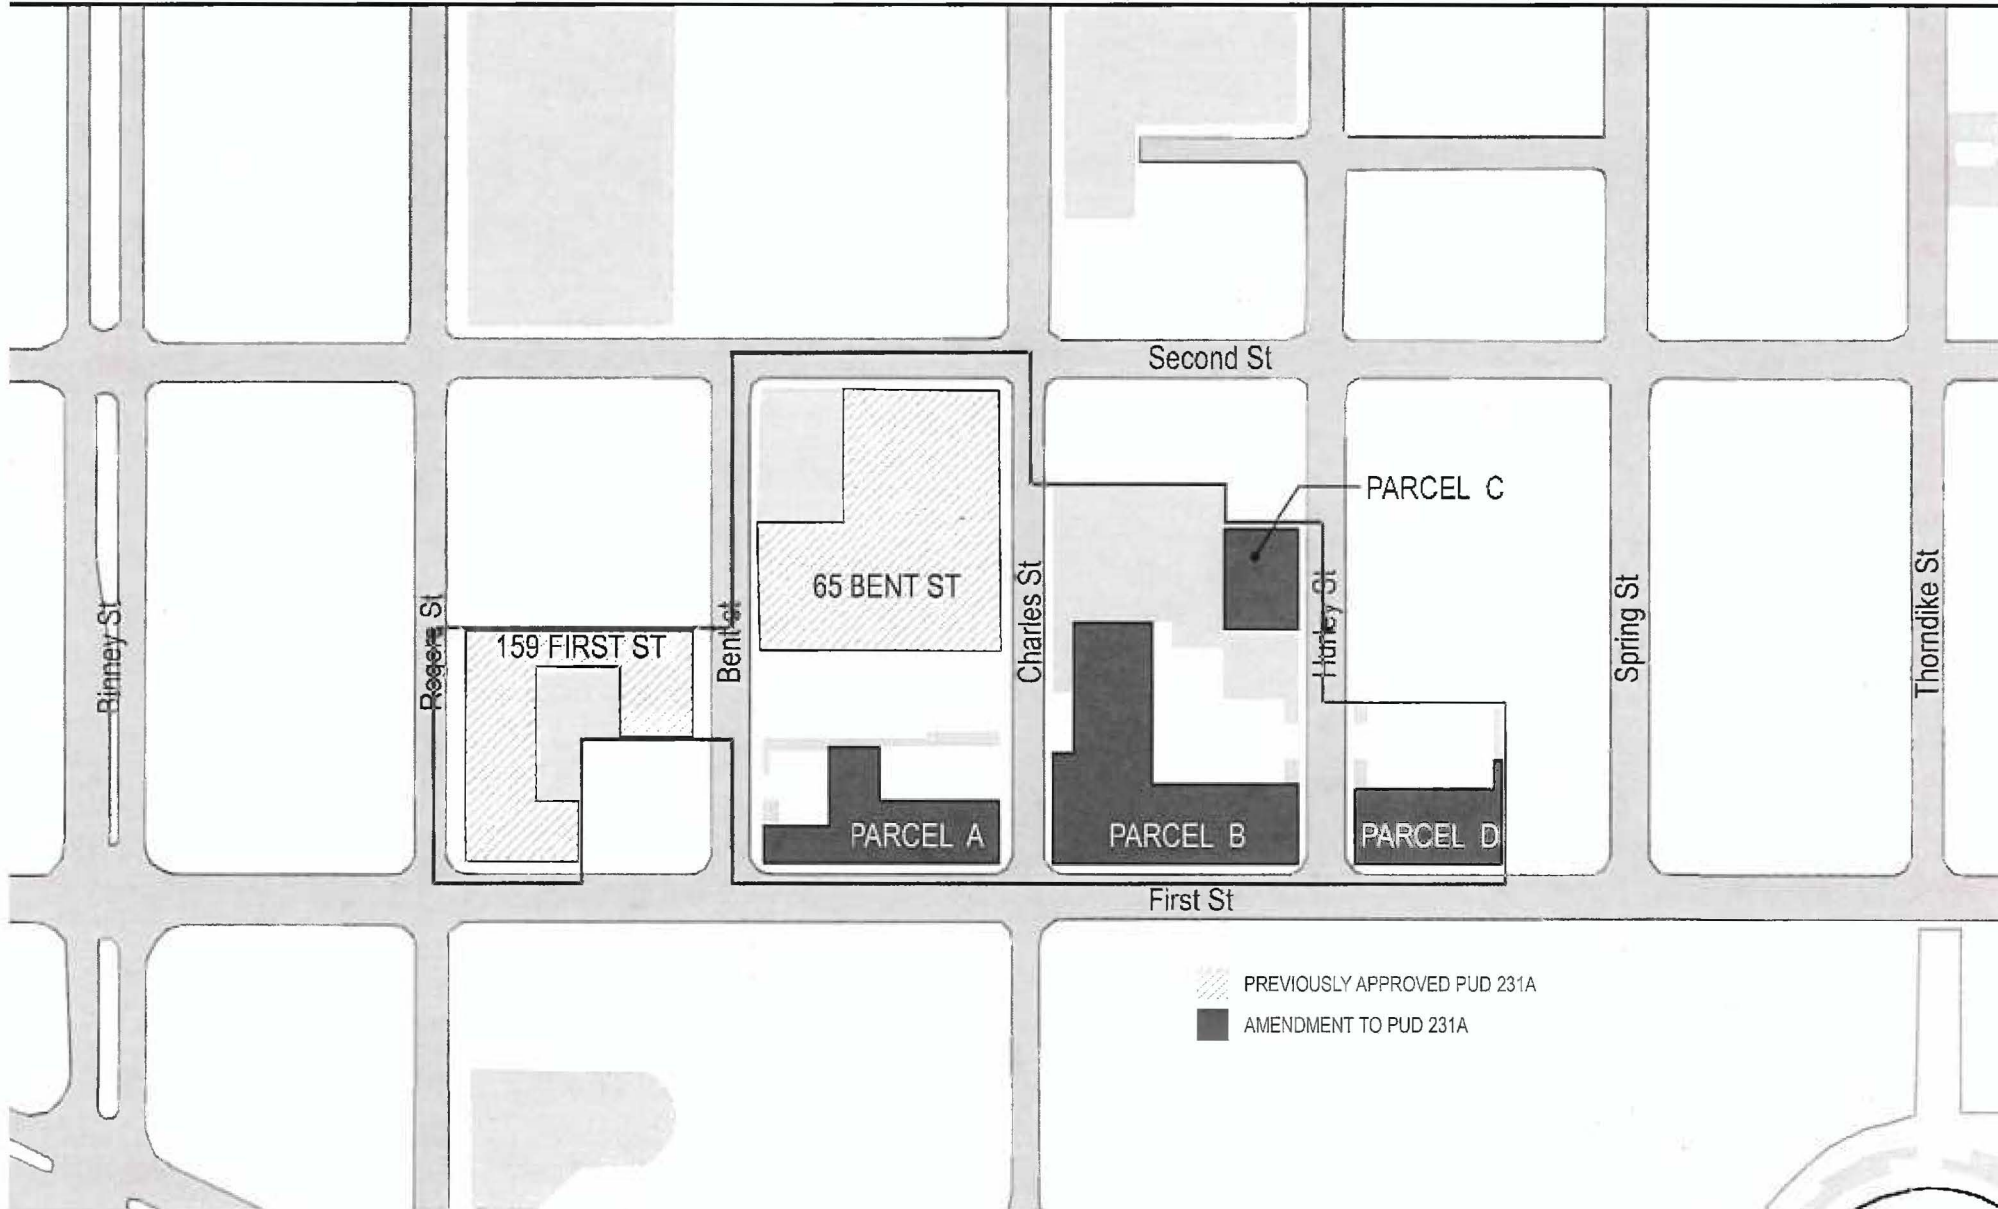 Second St
PARCEL C
65 BENT ST
159 FIRST ST
Binney St
Rogers St
Bent st
Charles St
Hurley St
Spring St
Thorndike St
PARCEL A
PARCEL B
PARCEL D
First St
PREVIOUSLY APPROVED PUD 231A
AMENDMENT TO PUD 231A